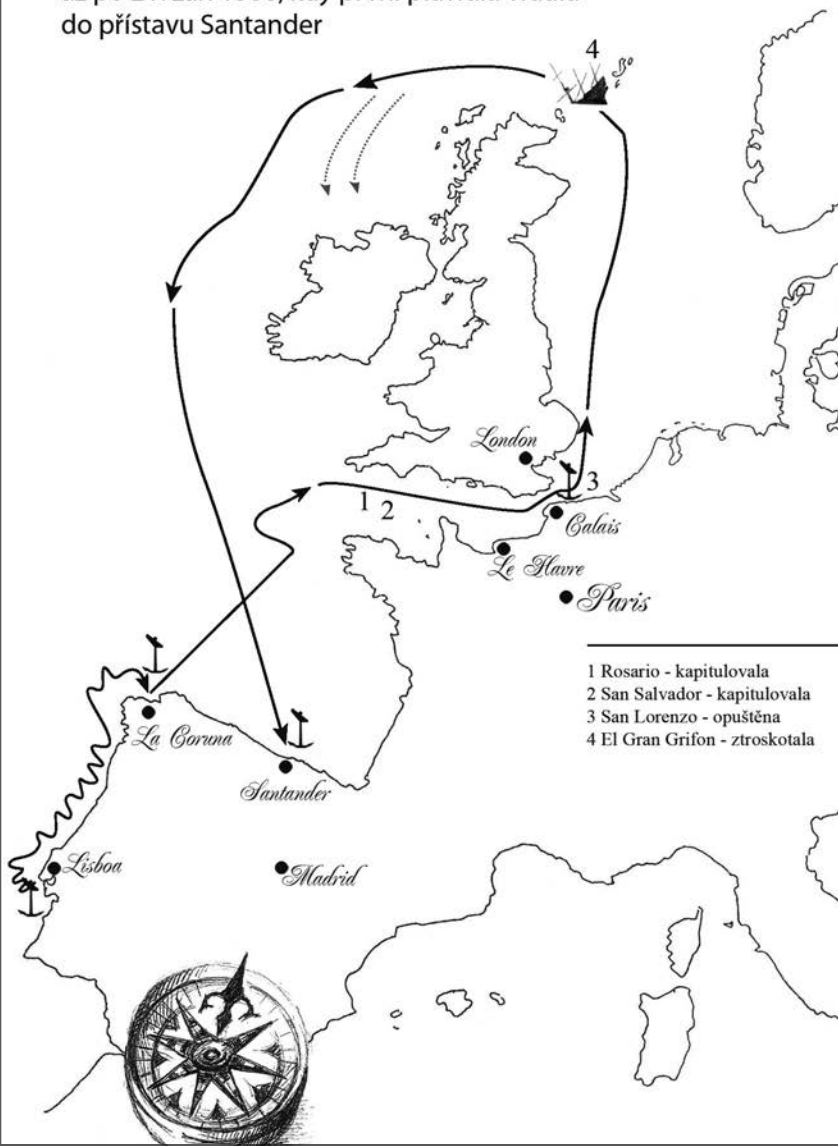 do přístavu Santander
4
London
3
1
2
Calais
Le Havre
Paris
1 Rosario - kapitulovala
2 San Salvador - kapitulovala
3 San Lorenzo - opuštěna
4 El Gran Grifon - ztroskotala
La Coruna
Santander
Lisboa
Madrid